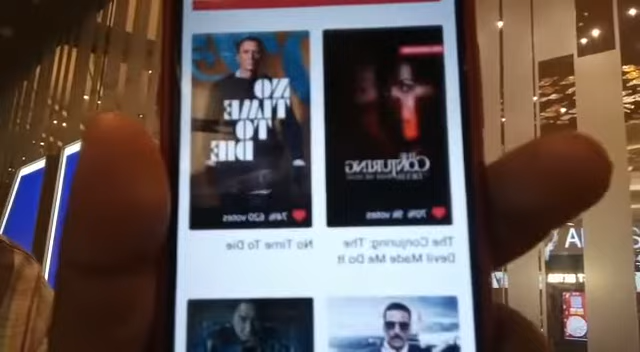 NO
TIME
TO
DIE
74% 620 votes
No Time To Die
THE
CONJURING
70% 9k votes
The Conjuring: The
Devil Made Me Do It